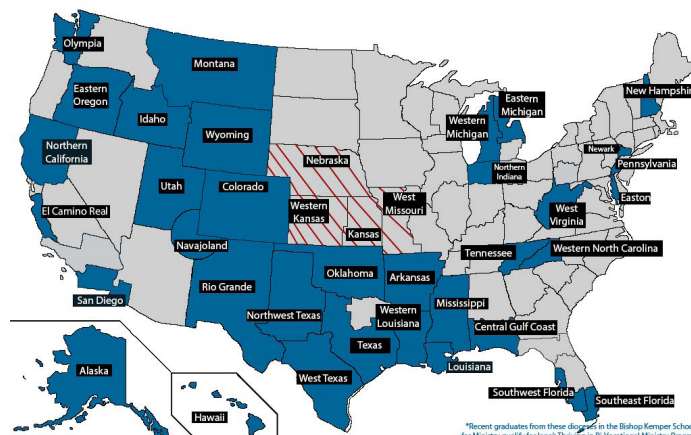 Olympia
Montana
New Hampshire
Eastern
Oregon
Eastern
Michigan
Western
Michigan
Idaho
Wyoming
Northern
California
Nebraska
Newark
Northern
Indiana
Pennsylvania
Utah
Colorado
Western
Kansas
West
Missouri
Easton
El Camino Real
West
Virginia
Kansas
Navajoland
Tennessee
Western North Carolina
Oklahoma
Arkansas
San Diego
Rio Grande
Mississippi
Northwest Texas
Western
Louisiana
Central Gulf Coast
Texas
Louisiana
Alaska
West Texas
Southwest Florida
Southeast Florida
Hawaii
*Recent graduates from these dioceses in the Bishop Kemper School